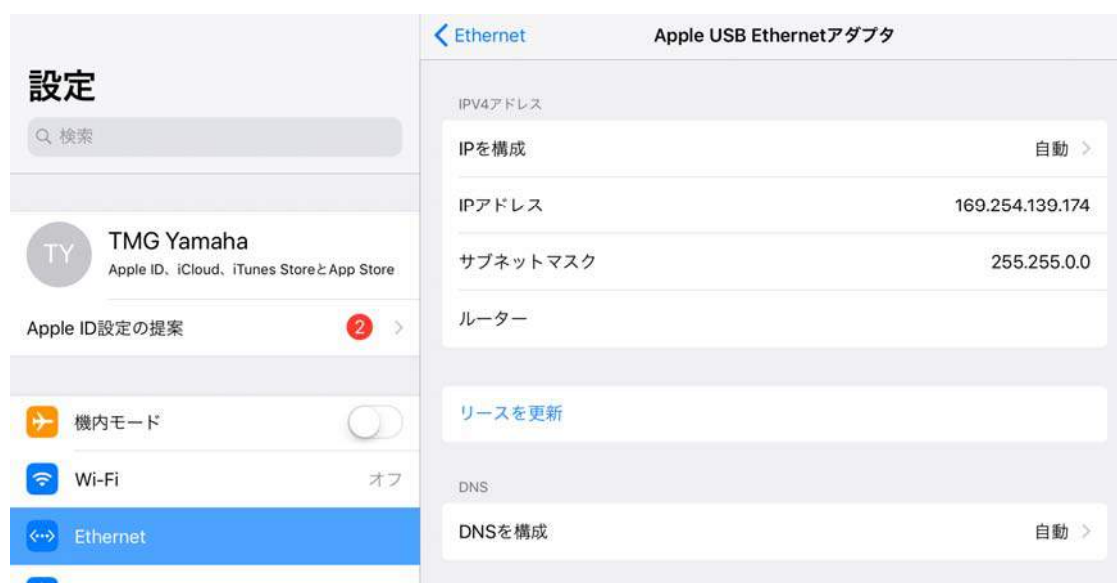 設定
検索
TY
TMG Yamaha
Apple ID、iCloud、iTunes StoreとApp Store
Apple ID設定の提案 2
機内モード
Wi-Fi オフ
Ethernet
Ethernet Apple USB Ethernetアダプタ
IPV4アドレス
IPを構成 自動
IPアドレス 169.254.139.174
サブネットマスク 255.255.0.0
ルーター
リースを更新
DNS
DNSを構成 自動